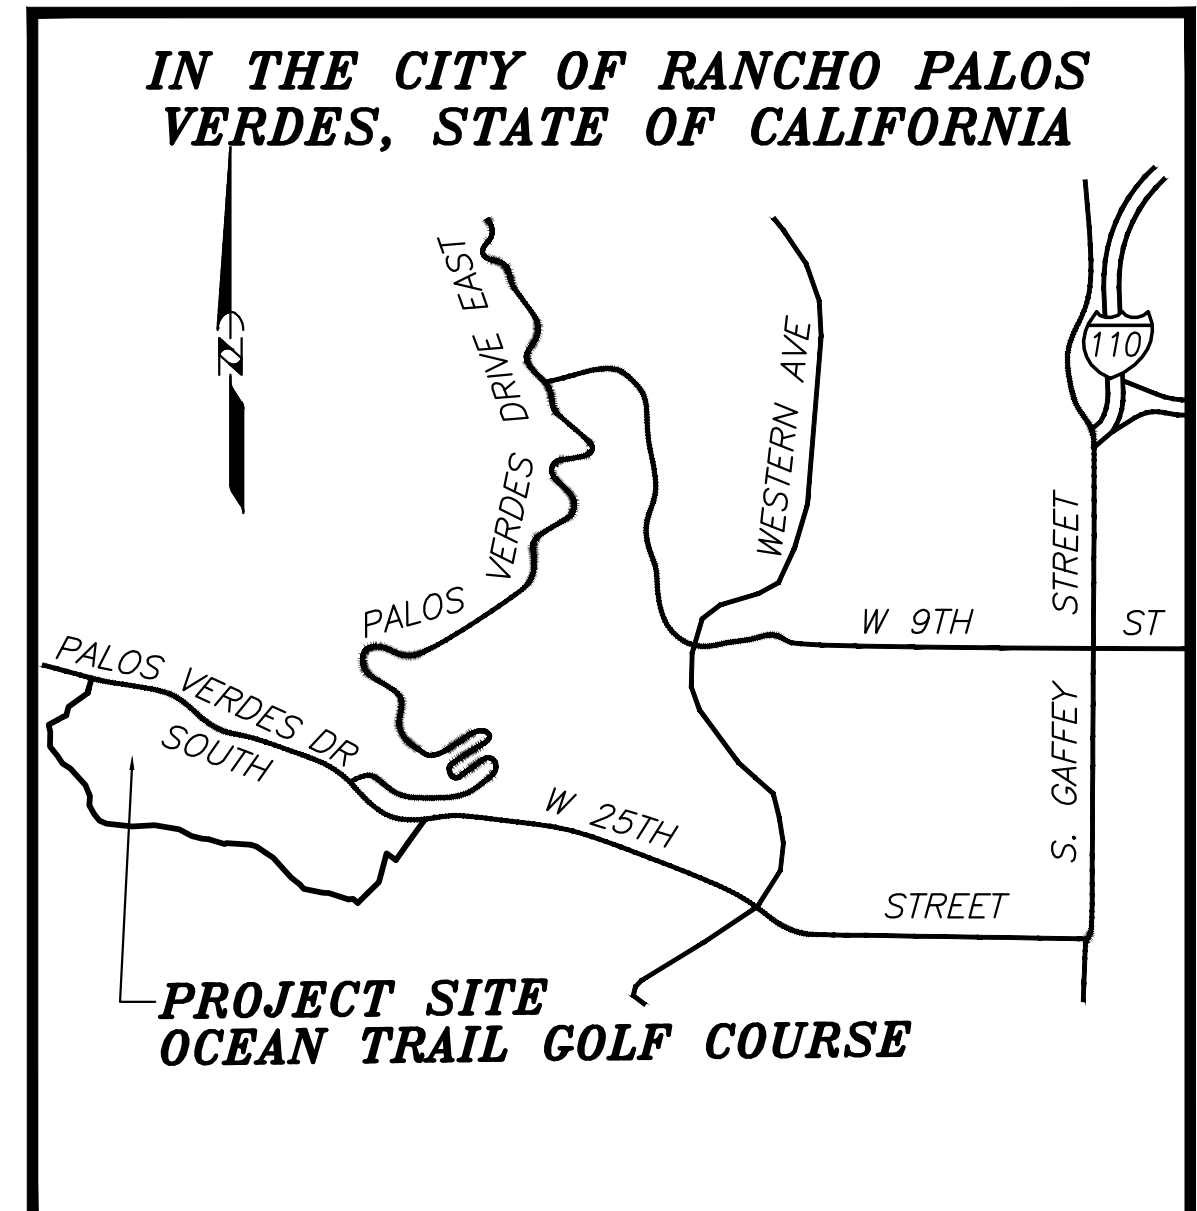 IN THE CITY OF RANCHO PALOS
VERDES, STATE OF CALIFORNIA
N
PALOS VERDES DRIVE EAST
WESTERN AVE
110
W 9TH ST
S. GAFFEY STREET
PALOS VERDES DR
SOUTH
W 25TH STREET
PROJECT SITE
OCEAN TRAIL GOLF COURSE